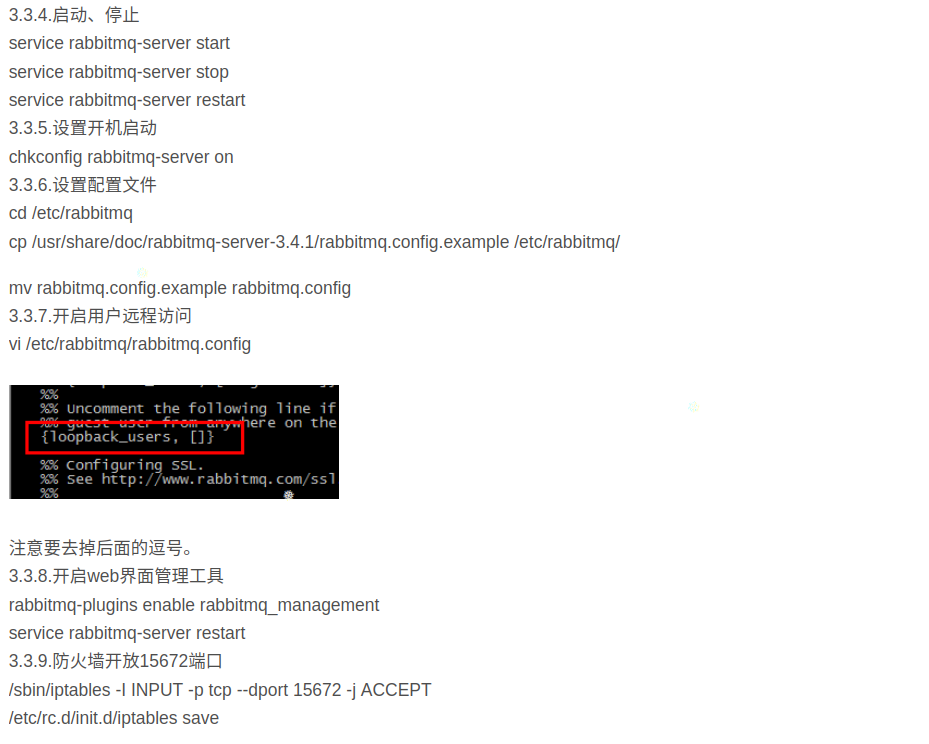 3.3.4.启动、停止
service rabbitmq-server start
service rabbitmq-server stop
service rabbitmq-server restart
3.3.5.设置开机启动
chkconfig rabbitmq-server on
3.3.6.设置配置文件
cd /etc/rabbitmq
cp /usr/share/doc/rabbitmq-server-3.4.1/rabbitmq.config.example /etc/rabbitmq/
mv rabbitmq.config.example rabbitmq.config
3.3.7.开启用户远程访问
vi /etc/rabbitmq/rabbitmq.config
%%
%% Uncomment the following line if
%% guest user from anywhere on the
{loopback_users, []}
%% Configuring SSL.
%% See http://www.rabbitmq.com/ssl
%%
注意要去掉后面的逗号。
3.3.8.开启web界面管理工具
rabbitmq-plugins enable rabbitmq_management
service rabbitmq-server restart
3.3.9.防火墙开放15672端口
/sbin/iptables -I INPUT -p tcp --dport 15672 -j ACCEPT
/etc/rc.d/init.d/iptables save